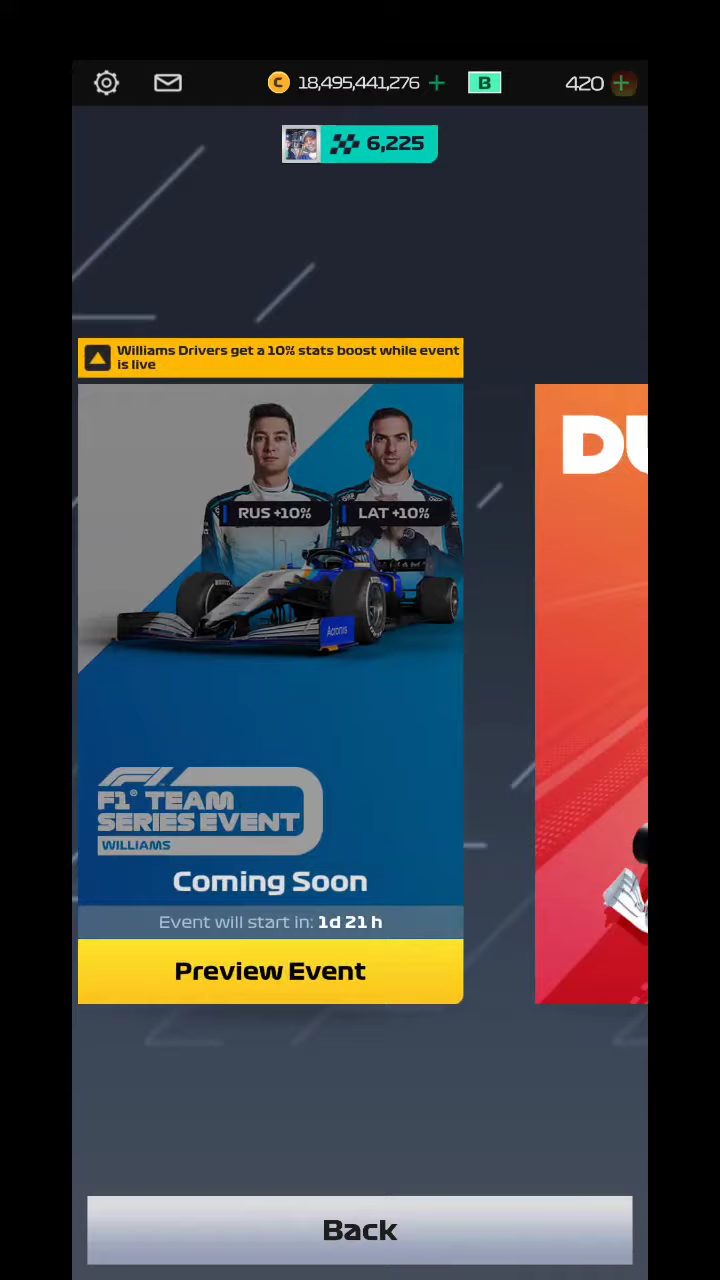 C 18,495,441,276 + B 420 +
6,225
Williams Drivers get a 10% stats boost while event
is live
DU
RUS +10% LAT +10%
Acronis
F1® TEAM
SERIES EVENT
WILLIAMS
Coming Soon
Event will start in: 1d 21 h
Preview Event
Back